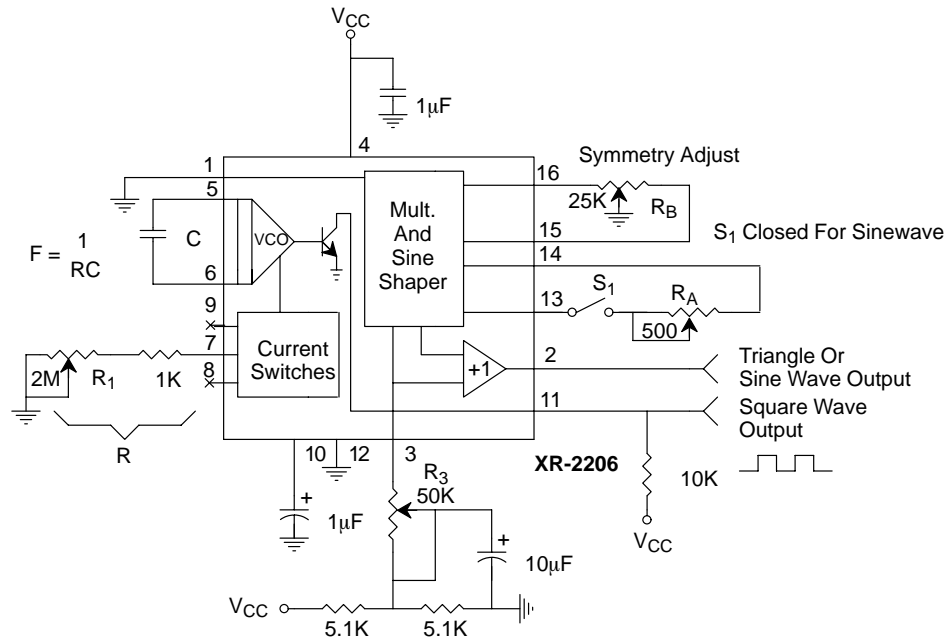 VCC
1μF
4
1
16
Symmetry Adjust
5
25K
RB
Mult.
And
Sine
Shaper
15
C
VCO
S1 Closed For Sinewave
F = 1
RC
14
6
S1
13
RA
9
500
7
Current
Switches
2M
R1
1K
8
+1
2
Triangle Or
Sine Wave Output
11
Square Wave
Output
R
10
12
3
XR-2206
R3
50K
10K
+
1μF
+
10μF
VCC
VCC
5.1K
5.1K